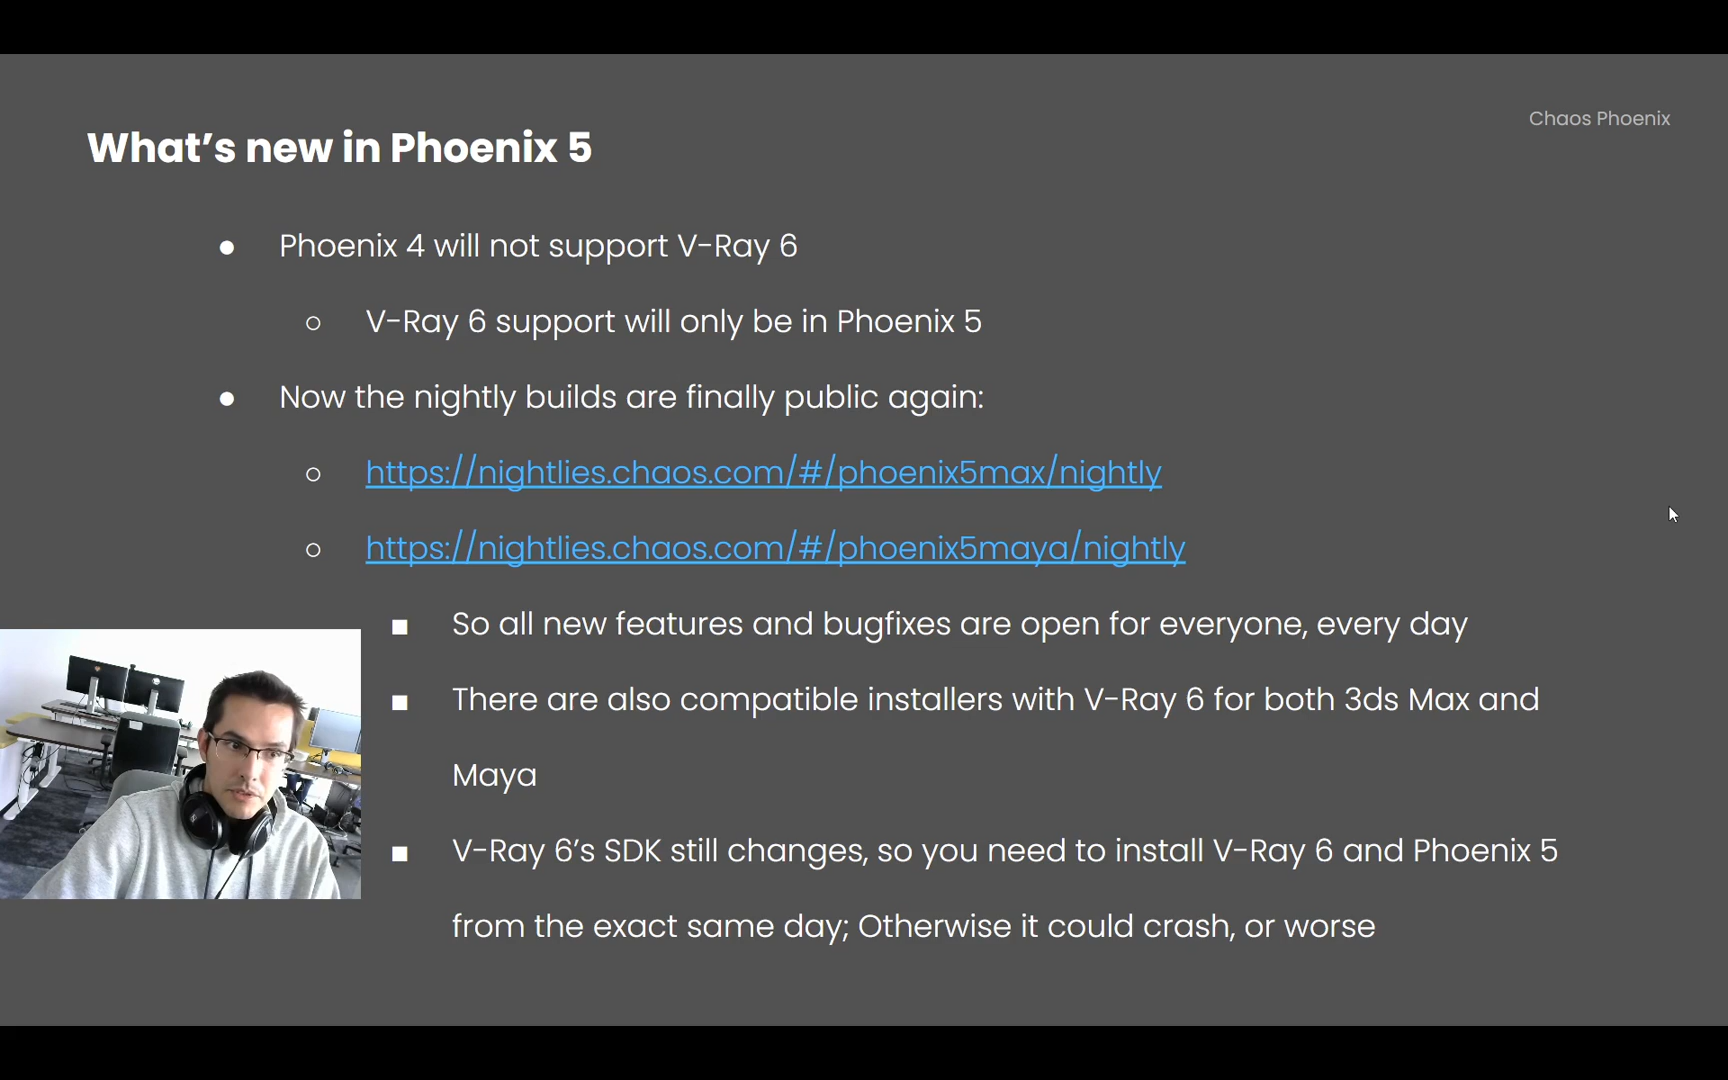 Chaos Phoenix
What's new in Phoenix 5
● Phoenix 4 will not support V-Ray 6
○ V-Ray 6 support will only be in Phoenix 5
● Now the nightly builds are finally public again:
○ https://nightlies.chaos.com/#/phoenix5max/nightly
○ https://nightlies.chaos.com/#/phoenix5maya/nightly
■ So all new features and bugfixes are open for everyone, every day
■ There are also compatible installers with V-Ray 6 for both 3ds Max and
Maya
■ V-Ray 6's SDK still changes, so you need to install V-Ray 6 and Phoenix 5
from the exact same day; Otherwise it could crash, or worse